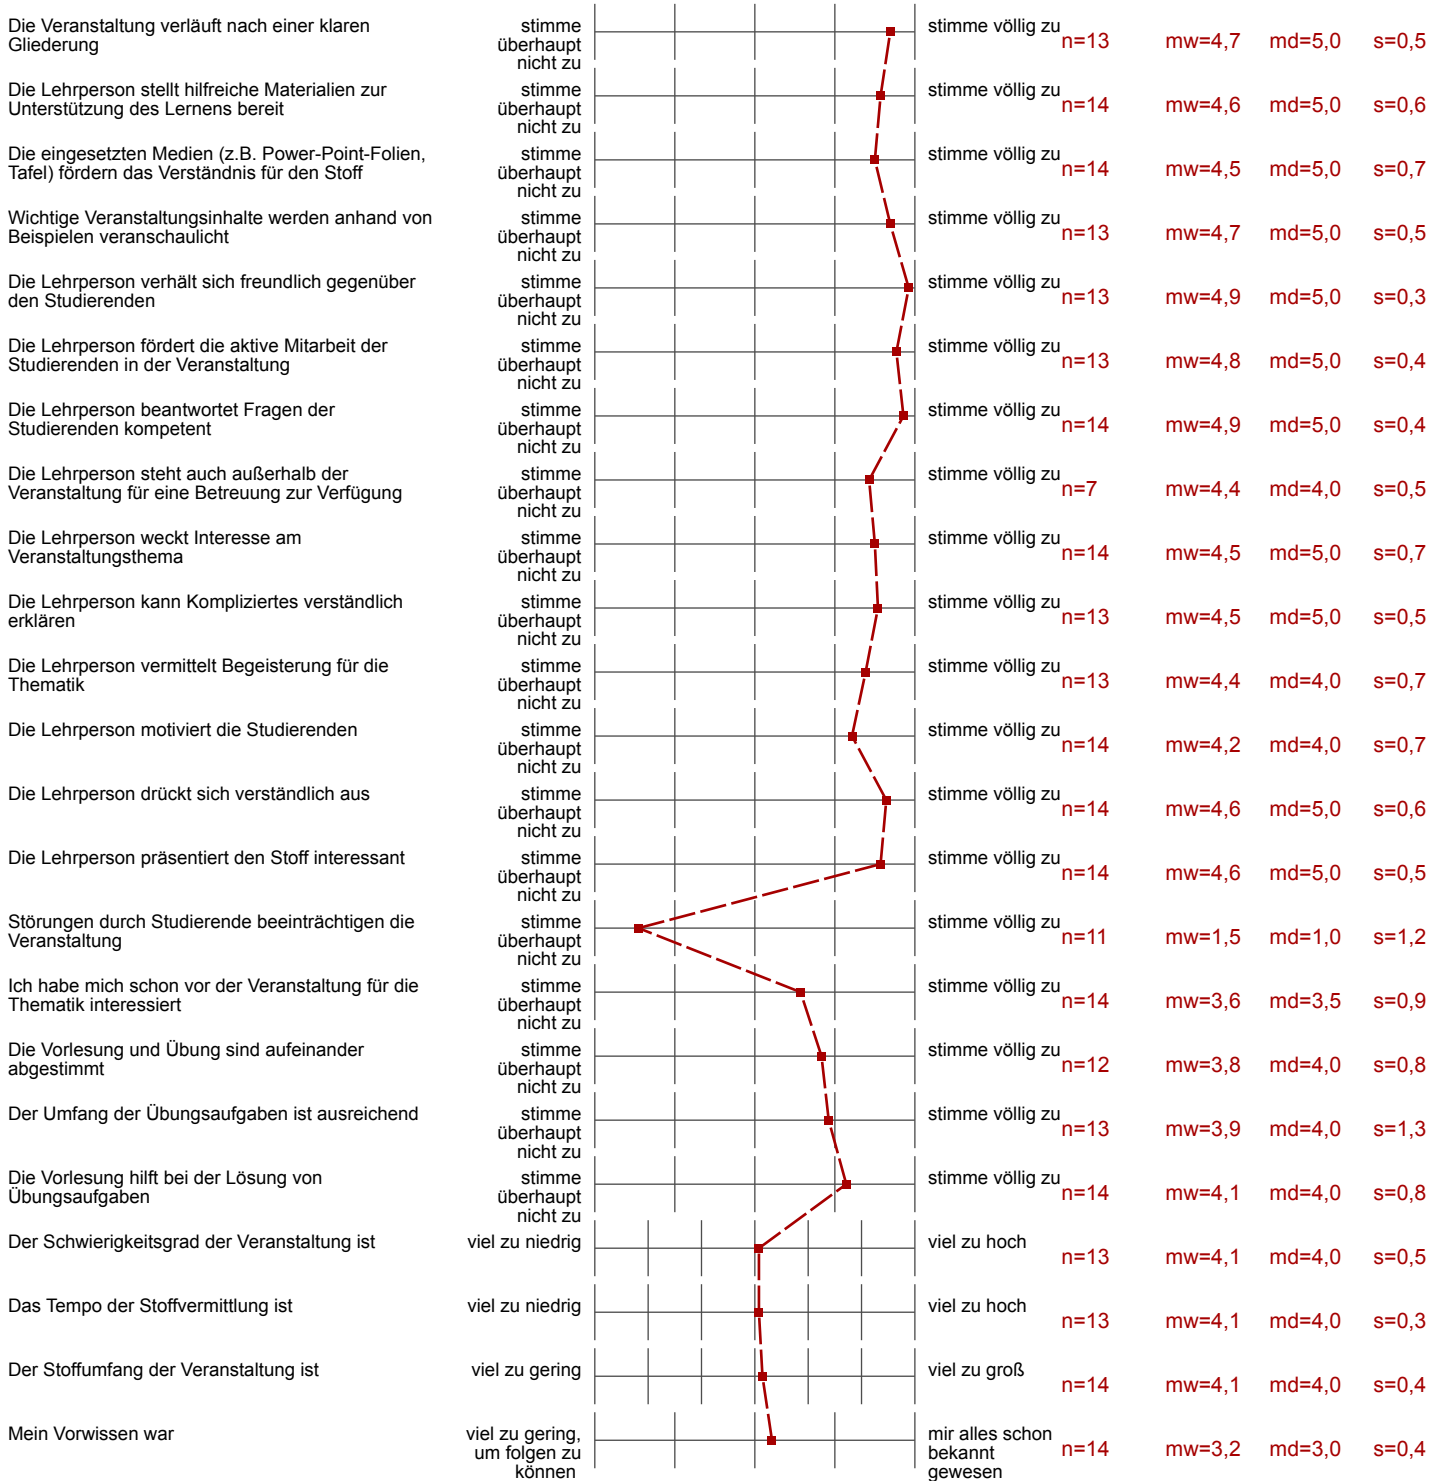 Die Veranstaltung verläuft nach einer klaren
Gliederung
stimme
überhaupt
nicht zu
stimme völlig zu
n=13 mw=4,7 md=5,0 s=0,5
Die Lehrperson stellt hilfreiche Materialien zur
Unterstützung des Lernens bereit
stimme
überhaupt
nicht zu
stimme völlig zu
n=14 mw=4,6 md=5,0 s=0,6
Die eingesetzten Medien (z.B. Power-Point-Folien,
Tafel) fördern das Verständnis für den Stoff
stimme
überhaupt
nicht zu
stimme völlig zu
n=14 mw=4,5 md=5,0 s=0,7
Wichtige Veranstaltungsinhalte werden anhand von
Beispielen veranschaulicht
stimme
überhaupt
nicht zu
stimme völlig zu
n=13 mw=4,7 md=5,0 s=0,5
Die Lehrperson verhält sich freundlich gegenüber
den Studierenden
stimme
überhaupt
nicht zu
stimme völlig zu
n=13 mw=4,9 md=5,0 s=0,3
Die Lehrperson fördert die aktive Mitarbeit der
Studierenden in der Veranstaltung
stimme
überhaupt
nicht zu
stimme völlig zu
n=13 mw=4,8 md=5,0 s=0,4
Die Lehrperson beantwortet Fragen der
Studierenden kompetent
stimme
überhaupt
nicht zu
stimme völlig zu
n=14 mw=4,9 md=5,0 s=0,4
Die Lehrperson steht auch außerhalb der
Veranstaltung für eine Betreuung zur Verfügung
stimme
überhaupt
nicht zu
stimme völlig zu
n=7 mw=4,4 md=4,0 s=0,5
Die Lehrperson weckt Interesse am
Veranstaltungsthema
stimme
überhaupt
nicht zu
stimme völlig zu
n=14 mw=4,5 md=5,0 s=0,7
Die Lehrperson kann Kompliziertes verständlich
erklären
stimme
überhaupt
nicht zu
stimme völlig zu
n=13 mw=4,5 md=5,0 s=0,5
Die Lehrperson vermittelt Begeisterung für die
Thematik
stimme
überhaupt
nicht zu
stimme völlig zu
n=13 mw=4,4 md=4,0 s=0,7
Die Lehrperson motiviert die Studierenden
stimme
überhaupt
nicht zu
stimme völlig zu
n=14 mw=4,2 md=4,0 s=0,7
Die Lehrperson drückt sich verständlich aus
stimme
überhaupt
nicht zu
stimme völlig zu
n=14 mw=4,6 md=5,0 s=0,6
Die Lehrperson präsentiert den Stoff interessant
stimme
überhaupt
nicht zu
stimme völlig zu
n=14 mw=4,6 md=5,0 s=0,5
Störungen durch Studierende beeinträchtigen die
Veranstaltung
stimme
überhaupt
nicht zu
stimme völlig zu
n=11 mw=1,5 md=1,0 s=1,2
Ich habe mich schon vor der Veranstaltung für die
Thematik interessiert
stimme
überhaupt
nicht zu
stimme völlig zu
n=14 mw=3,6 md=3,5 s=0,9
Die Vorlesung und Übung sind aufeinander
abgestimmt
stimme
überhaupt
nicht zu
stimme völlig zu
n=12 mw=3,8 md=4,0 s=0,8
Der Umfang der Übungsaufgaben ist ausreichend
stimme
überhaupt
nicht zu
stimme völlig zu
n=13 mw=3,9 md=4,0 s=1,3
Die Vorlesung hilft bei der Lösung von
Übungsaufgaben
stimme
überhaupt
nicht zu
stimme völlig zu
n=14 mw=4,1 md=4,0 s=0,8
Der Schwierigkeitsgrad der Veranstaltung ist
viel zu niedrig
viel zu hoch
n=13 mw=4,1 md=4,0 s=0,5
Das Tempo der Stoffvermittlung ist
viel zu niedrig
viel zu hoch
n=13 mw=4,1 md=4,0 s=0,3
Der Stoffumfang der Veranstaltung ist
viel zu gering
viel zu groß
n=14 mw=4,1 md=4,0 s=0,4
Mein Vorwissen war
viel zu gering,
um folgen zu
können
mir alles schon
bekannt
gewesen
n=14 mw=3,2 md=3,0 s=0,4